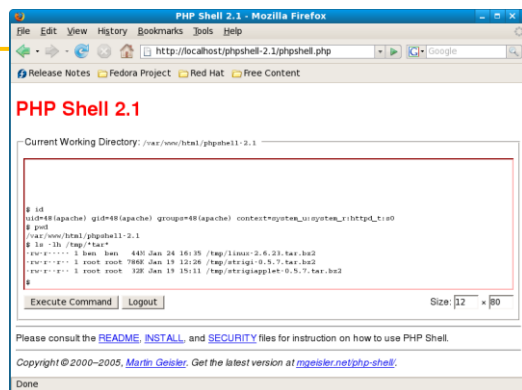 PHP Shell 2.1 - Mozilla Firefox
File Edit View History Bookmarks Tools Help
http://localhost/phpshell-2.1/phpshell.php
Google
Release Notes Fedora Project Red Hat Free Content
PHP Shell 2.1
Current Working Directory: /var/www/html/phpshell-2.1
$ id
uid=48(apache) gid=48(apache) groups=48(apache) context=system_u:system_r:httpd_t:s0
$ pwd
/var/www/html/phpshell-2.1
$ ls -lh /tmp/*tar*
-rw-r----- 1 ben ben 44M Jan 24 16:35 /tmp/linux-2.6.23.tar.bz2
-rw-r--r-- 1 root root 786K Jan 19 12:26 /tmp/strigi-0.5.7.tar.bz2
-rw-r--r-- 1 root root 32K Jan 19 15:11 /tmp/strigiapplet-0.5.7.tar.bz2
$
Execute Command Logout Size: 12 × 80
Please consult the README, INSTALL, and SECURITY files for instruction on how to use PHP Shell.
Copyright © 2000–2005, Martin Geisler. Get the latest version at mgeisler.net/php-shell/.
Done